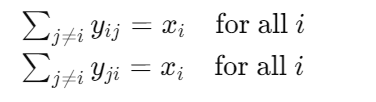 ∑_{j≠i} y_{ij} = x_i for all i
∑_{j≠i} y_{ji} = x_i for all i